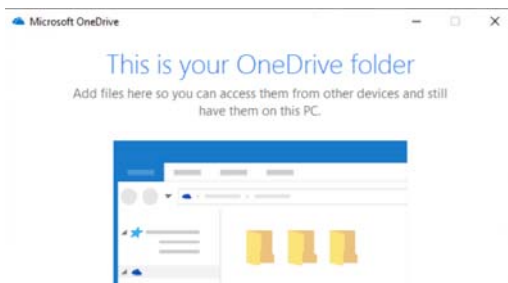 Microsoft OneDrive
This is your OneDrive folder
Add files here so you can access them from other devices and still
have them on this PC.